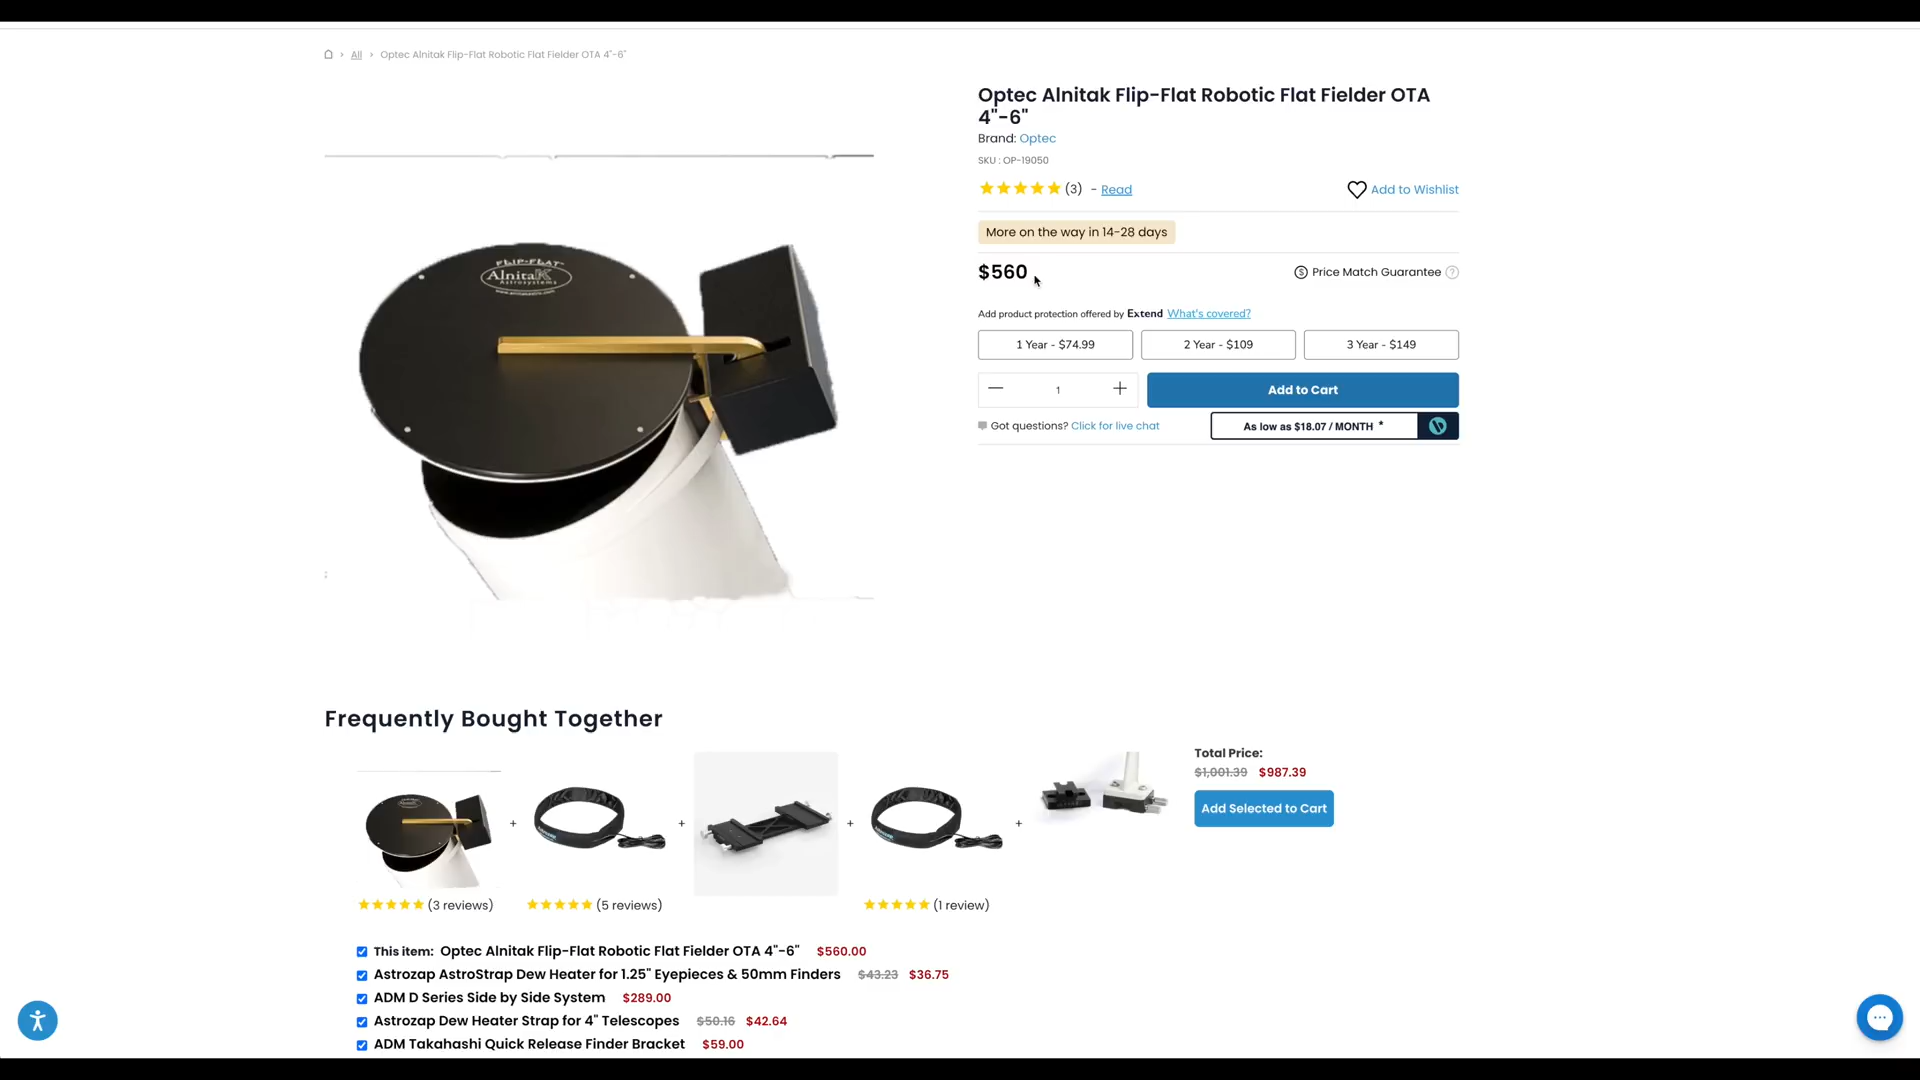 All
Optec Alnitak Flip-Flat Robotic Flat Fielder OTA 4"-6"
Optec Alnitak Flip-Flat Robotic Flat Fielder OTA
4"-6"
Brand: Optec
SKU : OP-19050
(3) - Read
Add to Wishlist
More on the way in 14-28 days
$560
Price Match Guarantee ?
Add product protection offered by Extend What's covered?
1 Year - $74.99
2 Year - $109
3 Year - $149
1
Add to Cart
Got questions? Click for live chat
As low as $18.07 / MONTH *
FLIP-FLAT
AlnitaK
Astrosystems
Frequently Bought Together
+
+
+
+
Total Price:
$1,001.39 $987.39
Add Selected to Cart
(3 reviews)
(5 reviews)
(1 review)
This item: Optec Alnitak Flip-Flat Robotic Flat Fielder OTA 4"-6" $560.00
Astrozap AstroStrap Dew Heater for 1.25" Eyepieces & 50mm Finders $43.23 $36.75
ADM D Series Side by Side System $289.00
Astrozap Dew Heater Strap for 4" Telescopes $50.16 $42.64
ADM Takahashi Quick Release Finder Bracket $59.00